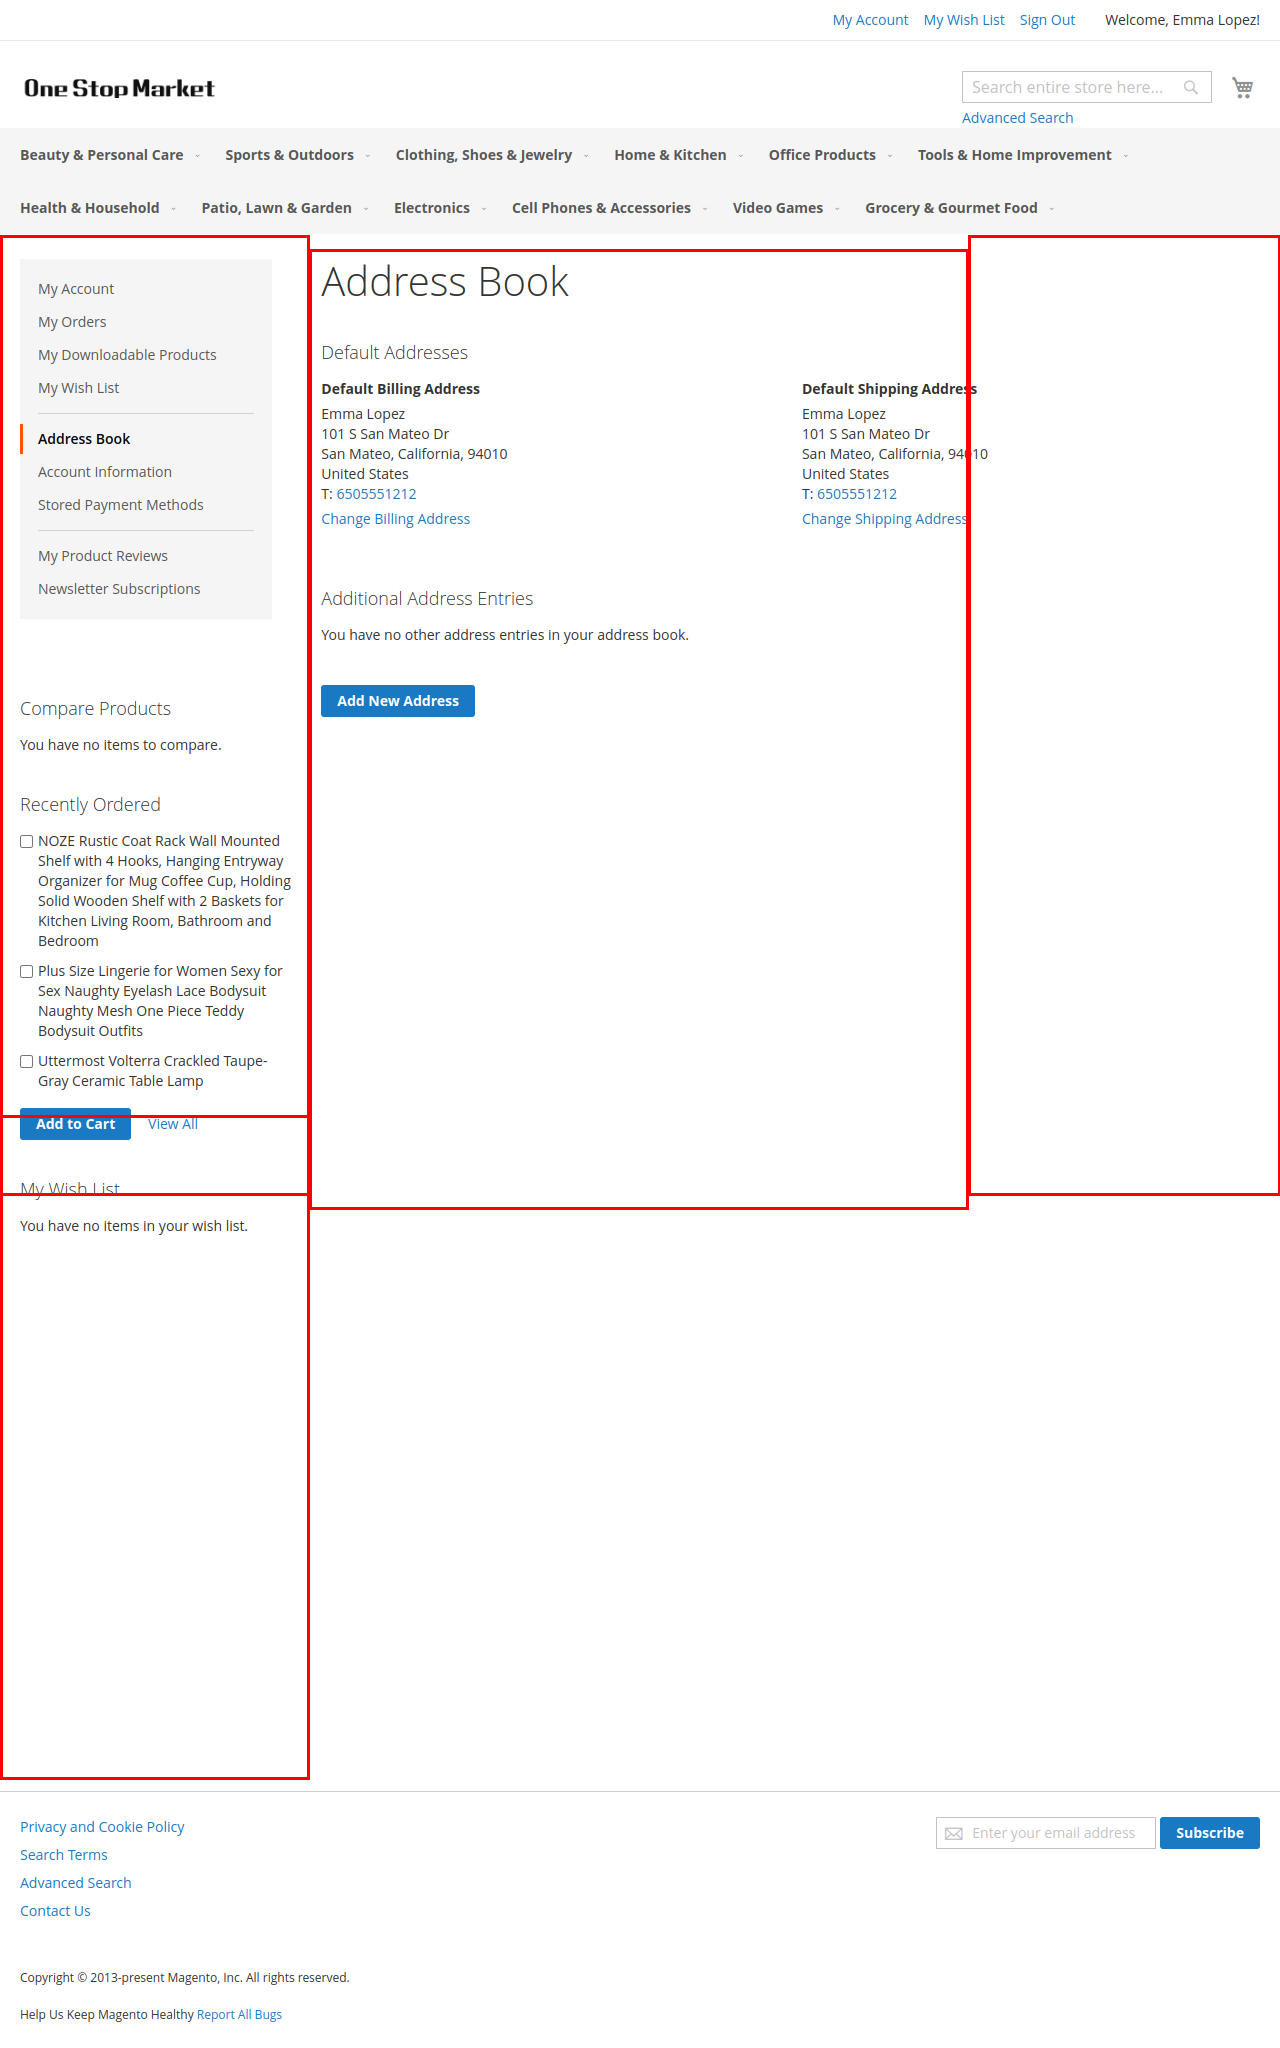 My Account My Wish List Sign Out Welcome, Emma Lopez!
One Stop Market
Search entire store here...
Advanced Search
Beauty & Personal Care Sports & Outdoors Clothing, Shoes & Jewelry Home & Kitchen Office Products Tools & Home Improvement
Health & Household Patio, Lawn & Garden Electronics Cell Phones & Accessories Video Games Grocery & Gourmet Food
My Account
My Orders
My Downloadable Products
My Wish List
Address Book
Account Information
Stored Payment Methods
My Product Reviews
Newsletter Subscriptions
Address Book
Default Addresses
Default Billing Address
Emma Lopez
101 S San Mateo Dr
San Mateo, California, 94010
United States
T: 6505551212
Change Billing Address
Default Shipping Address
Emma Lopez
101 S San Mateo Dr
San Mateo, California, 94010
United States
T: 6505551212
Change Shipping Address
Additional Address Entries
You have no other address entries in your address book.
Add New Address
Compare Products
You have no items to compare.
Recently Ordered
NOZE Rustic Coat Rack Wall Mounted
Shelf with 4 Hooks, Hanging Entryway
Organizer for Mug Coffee Cup, Holding
Solid Wooden Shelf with 2 Baskets for
Kitchen Living Room, Bathroom and
Bedroom
Plus Size Lingerie for Women Sexy for
Sex Naughty Eyelash Lace Bodysuit
Naughty Mesh One Piece Teddy
Bodysuit Outfits
Uttermost Volterra Crackled Taupe-
Gray Ceramic Table Lamp
Add to Cart View All
My Wish List
You have no items in your wish list.
Privacy and Cookie Policy
Search Terms
Advanced Search
Contact Us
Enter your email address Subscribe
Copyright © 2013-present Magento, Inc. All rights reserved.
Help Us Keep Magento Healthy Report All Bugs